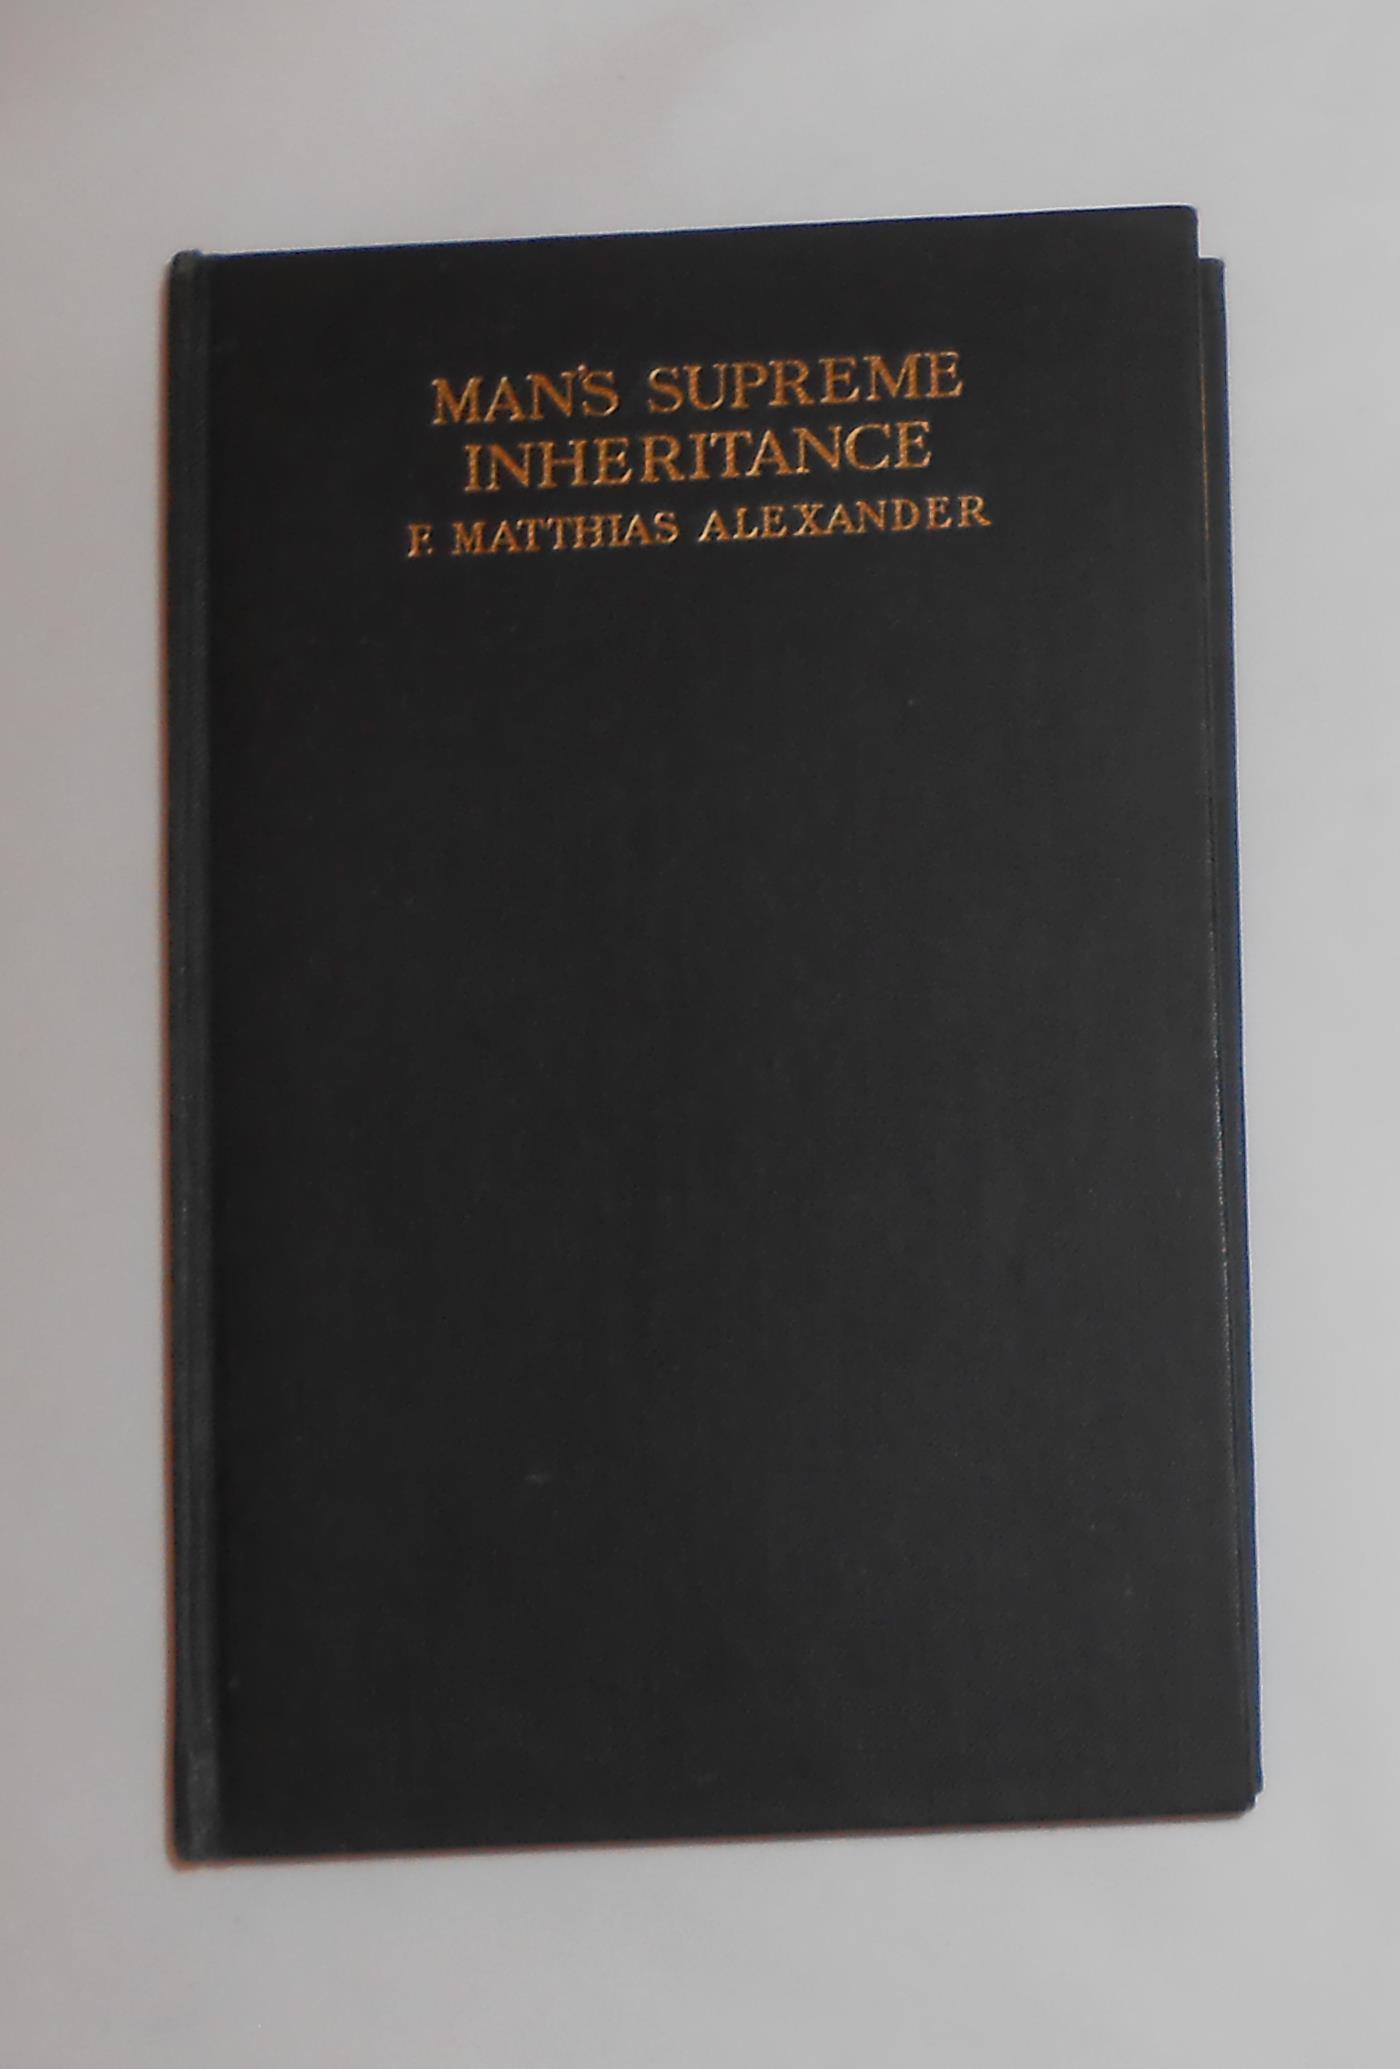 MAN'S SUPREME
INHERITANCE
F. MATTHIAS ALEXANDER